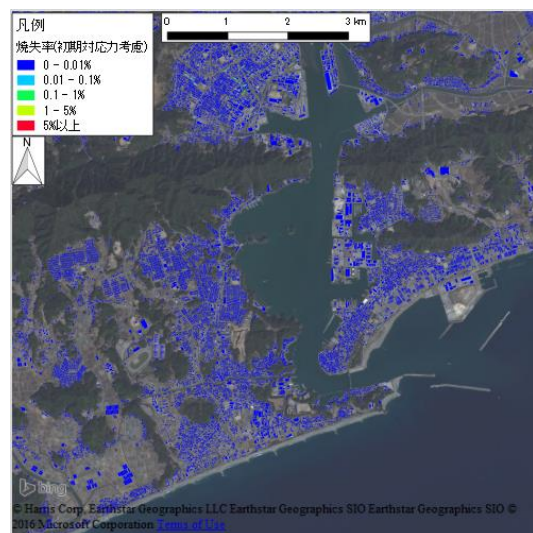 凡例
焼失率(初期対応力考慮)
0 - 0.01%
0.01 - 0.1%
0.1 - 1%
1 - 5%
5%以上
0 1 2 3 km
N
bing
© Harris Corp, Earthstar Geographics LLC Earthstar Geographics SIO Earthstar Geographics SIO ©
2016 Microsoft Corporation Terms of Use